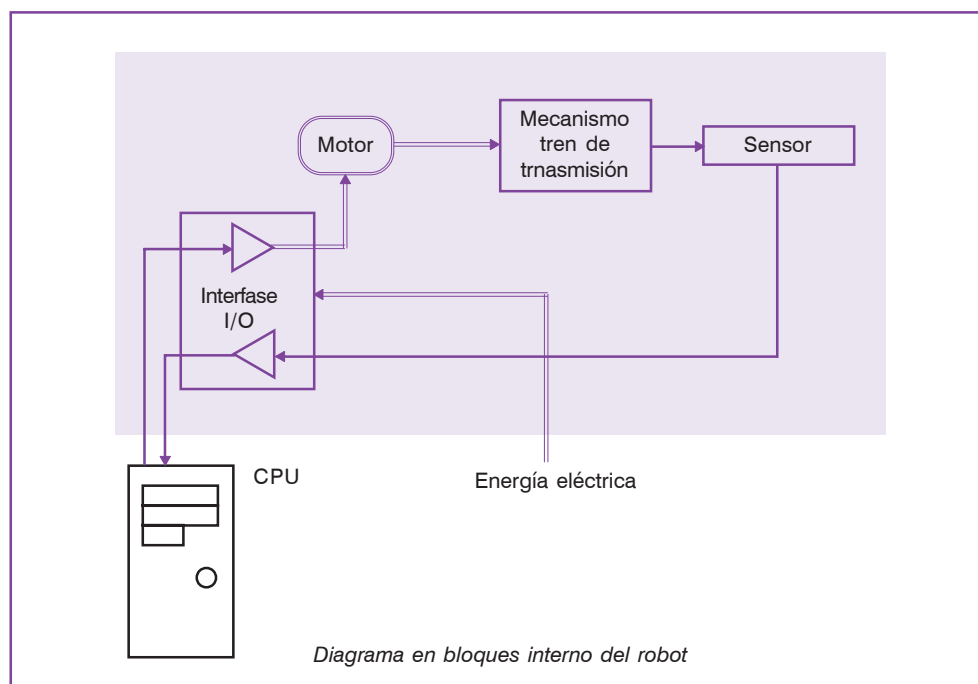 Motor
Mecanismo
tren de
trnasmisión
Sensor
Interfase
I/O
CPU
Energía eléctrica
Diagrama en bloques interno del robot